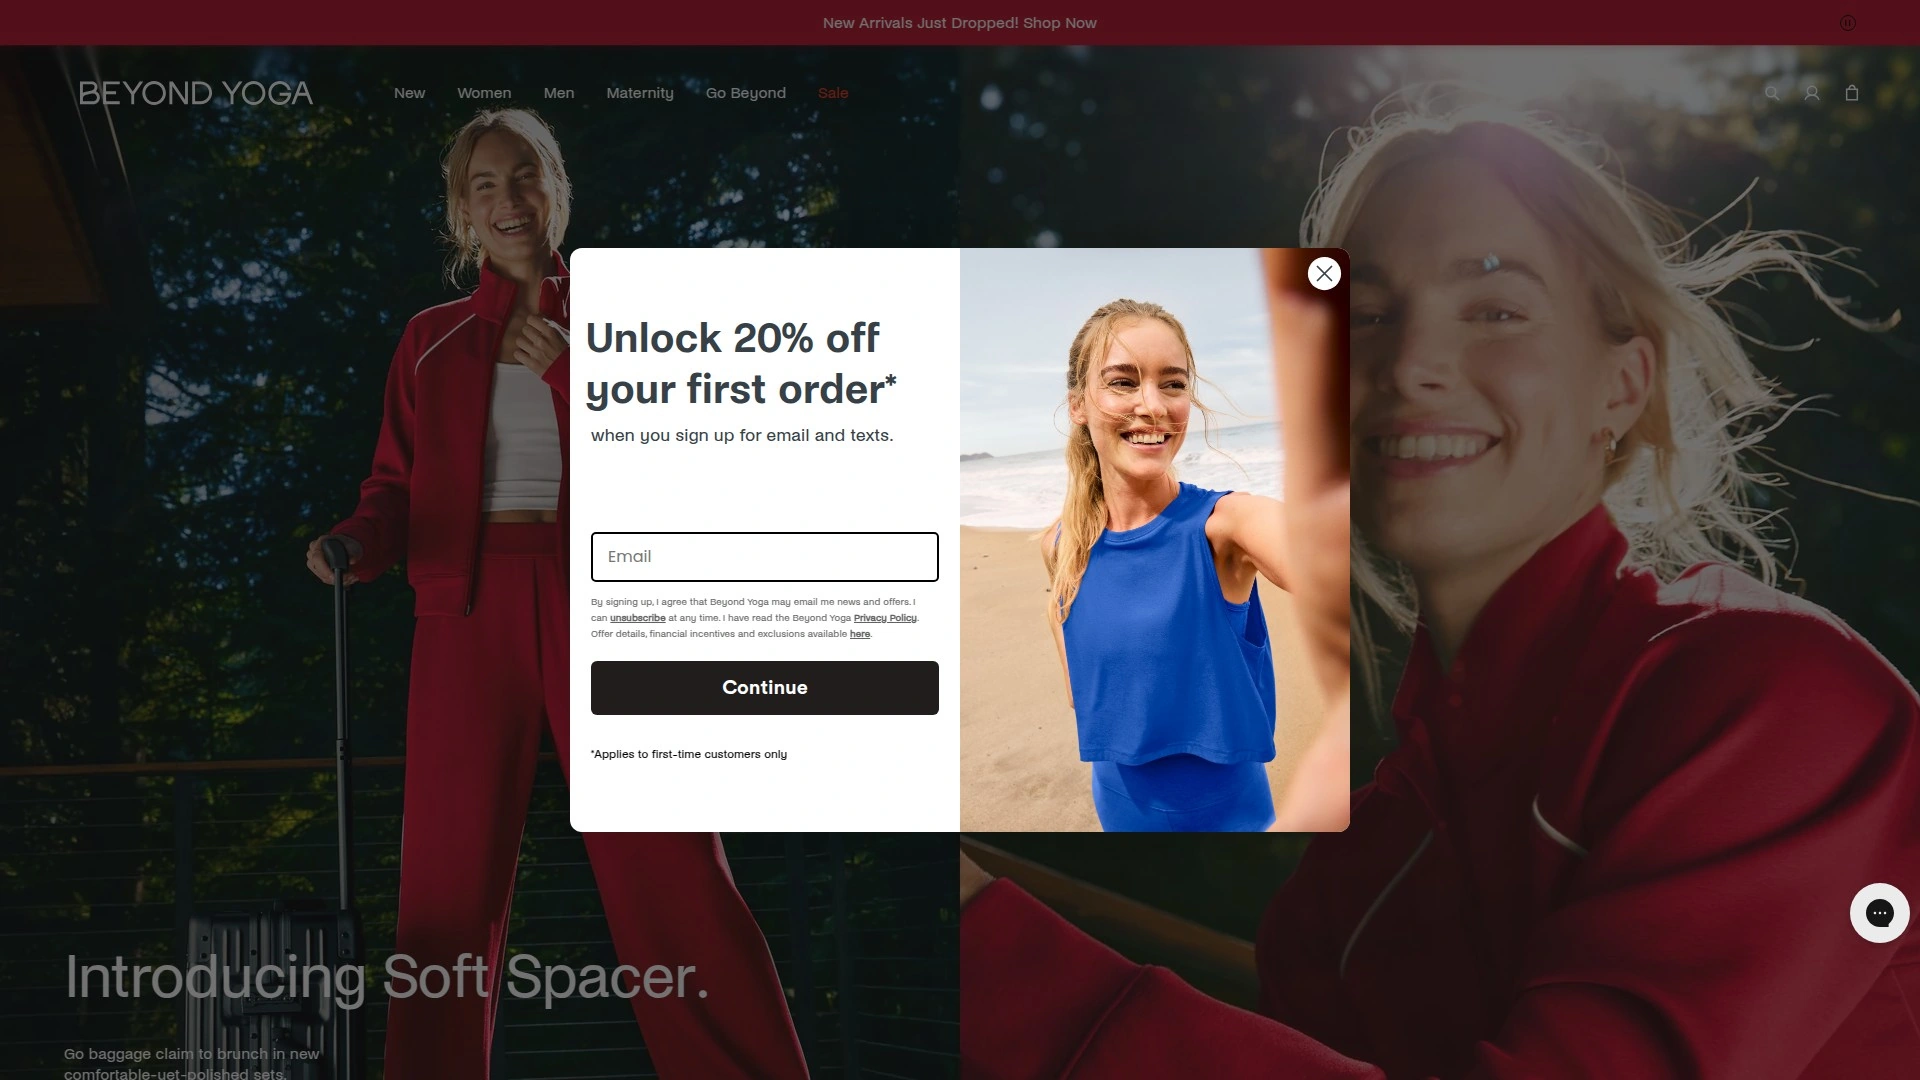 New Arrivals Just Dropped! Shop Now
BEYOND YOGA
New Women Men Maternity Go Beyond Sale
Unlock 20% off
your first order*
when you sign up for email and texts.
Email
By signing up, I agree that Beyond Yoga may email me news and offers. I
can unsubscribe at any time. I have read the Beyond Yoga Privacy Policy.
Offer details, financial incentives and exclusions available here.
Continue
*Applies to first-time customers only
Introducing Soft Spacer.
Go baggage claim to brunch in new
comfortable-yet-polished sets.